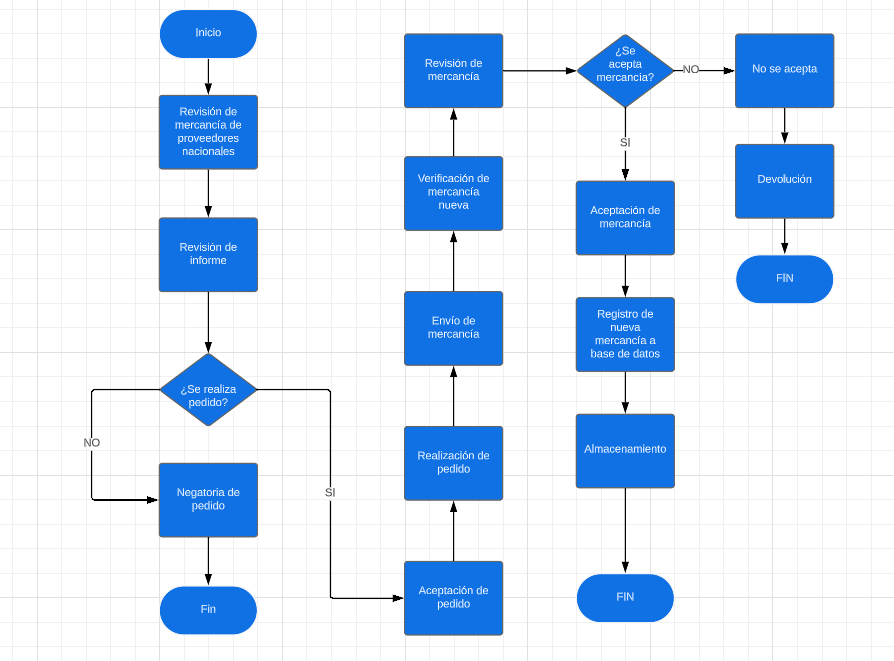 Inicio
Revisión de
mercancía de
proveedores
nacionales
Revisión de
informe
¿Se realiza
pedido?
NO
Negatoria de
pedido
Fin
SI
Aceptación de
pedido
Realización de
pedido
Envío de
mercancía
Verificación de
mercancía
nueva
Revisión de
mercancía
¿Se
acepta
mercancía?
NO
No se acepta
Devolución
FIN
SI
Aceptación de
mercancía
Registro de
nueva
mercancía a
base de datos
Almacenamiento
FIN